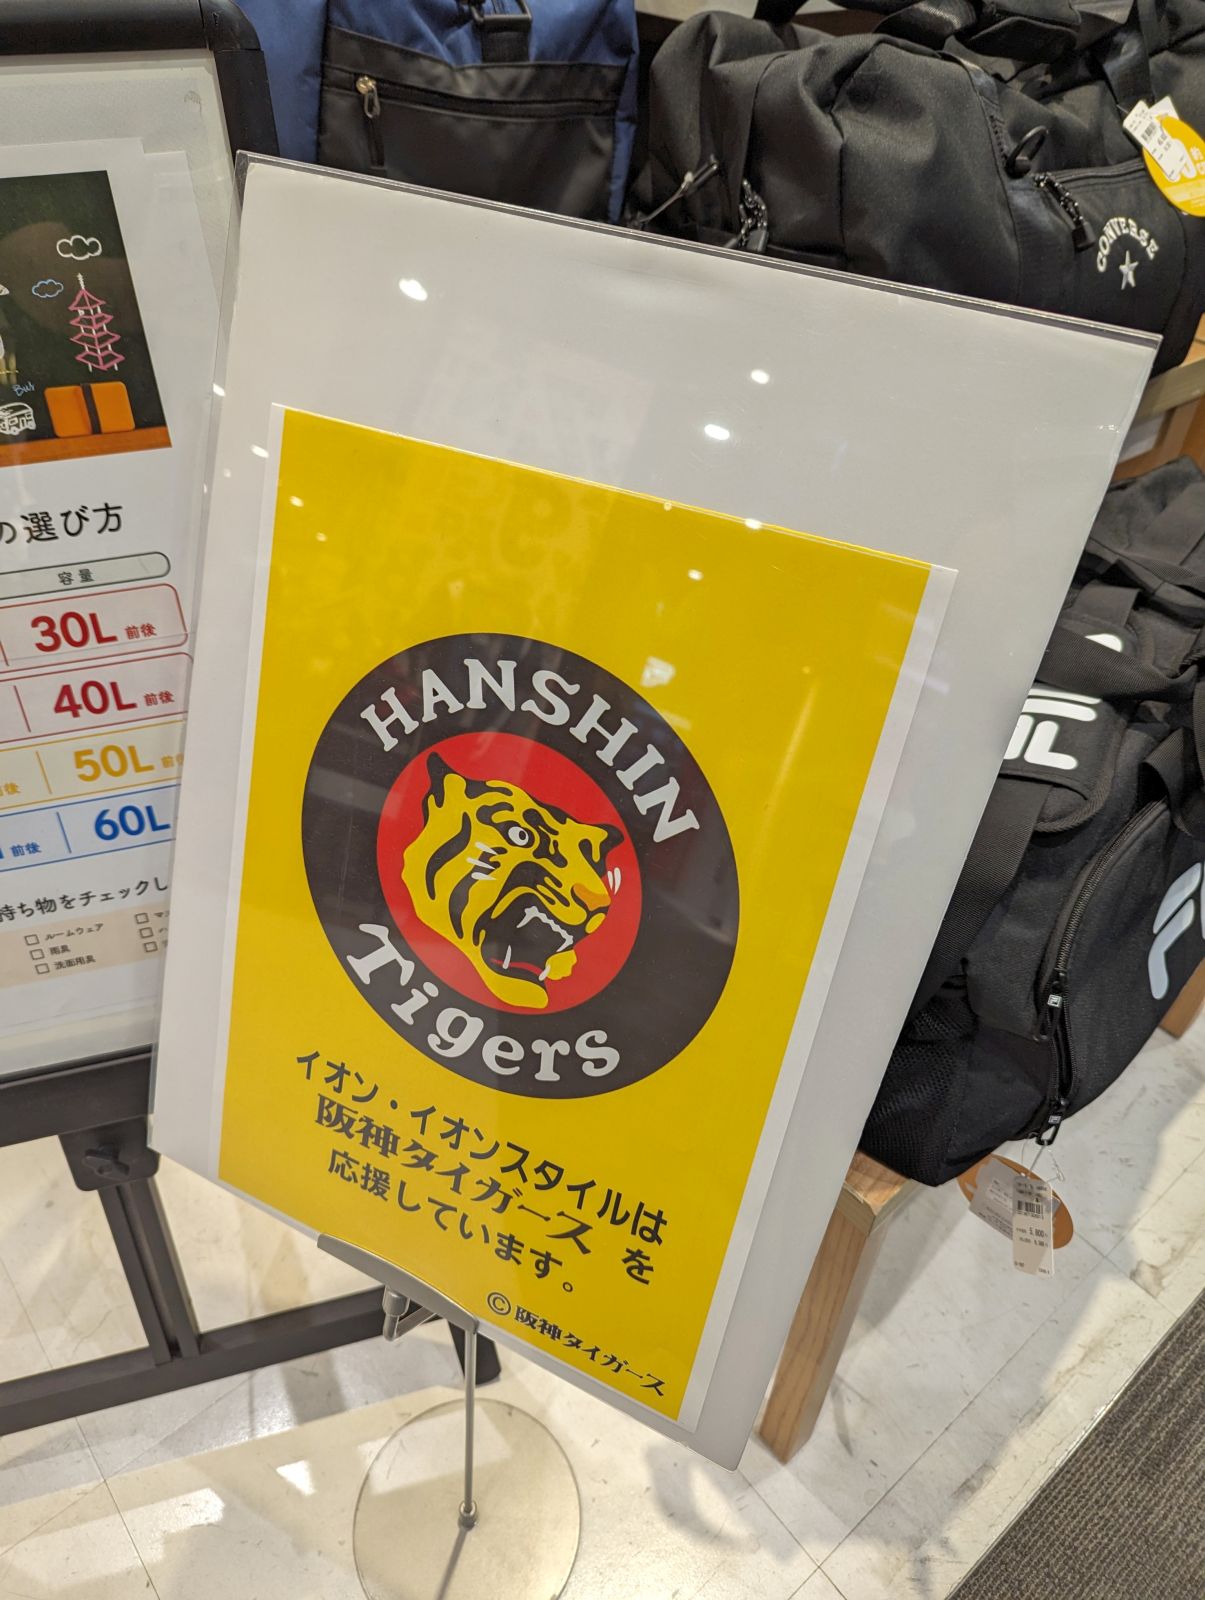 Bus
の選び方
容量
30L 前後
40L 前後
50L 前後
60L
前後
持ち物をチェックし
ルームウェア
雨具
洗面用具
HANSHIN
Tigers
イオン・イオンスタイルは
阪神タイガース を
応援しています。
©阪神タイガース
CONVERSE